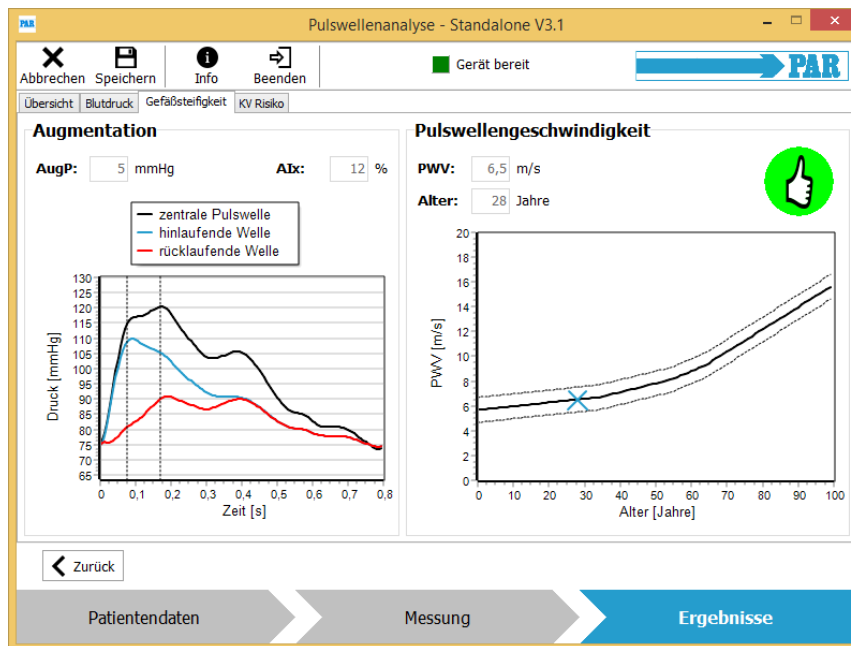 PAR
Pulswellenanalyse - Standalone V3.1
Abbrechen Speichern Info Beenden
Gerät bereit
PAR
Übersicht Blutdruck Gefäßsteifigkeit KV Risiko
Augmentation
AugP: 5 mmHg AIx: 12 %
zentrale Pulswelle
hinlaufende Welle
rücklaufende Welle
Druck [mmHg]
130
125
120
115
110
105
100
95
90
85
80
75
70
65
0 0,1 0,2 0,3 0,4 0,5 0,6 0,7 0,8
Zeit [s]
Pulswellengeschwindigkeit
PWV: 6,5 m/s
Alter: 28 Jahre
PWV [m/s]
20
18
16
14
12
10
8
6
4
2
0
0 10 20 30 40 50 60 70 80 90 100
Alter [Jahre]
Zurück
Patientendaten Messung Ergebnisse